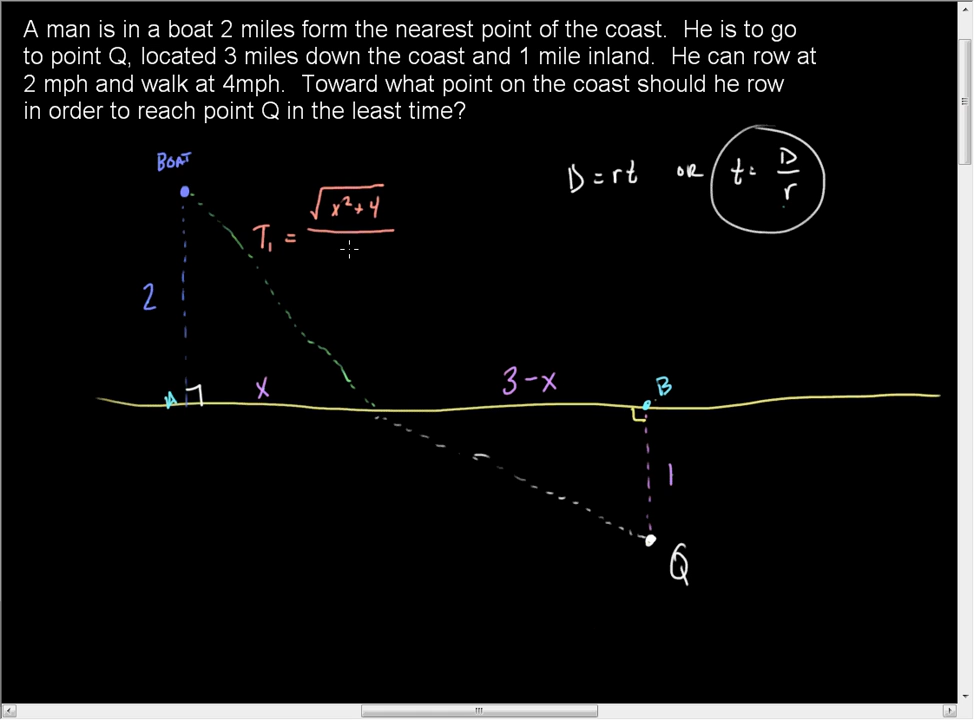 A man is in a boat 2 miles form the nearest point of the coast. He is to go
to point Q, located 3 miles down the coast and 1 mile inland. He can row at
2 mph and walk at 4mph. Toward what point on the coast should he row
in order to reach point Q in the least time?
BOAT
D = rt OR t = D/r
T₁ = √(x²+4)
2
A
x
3-x
B
1
Q